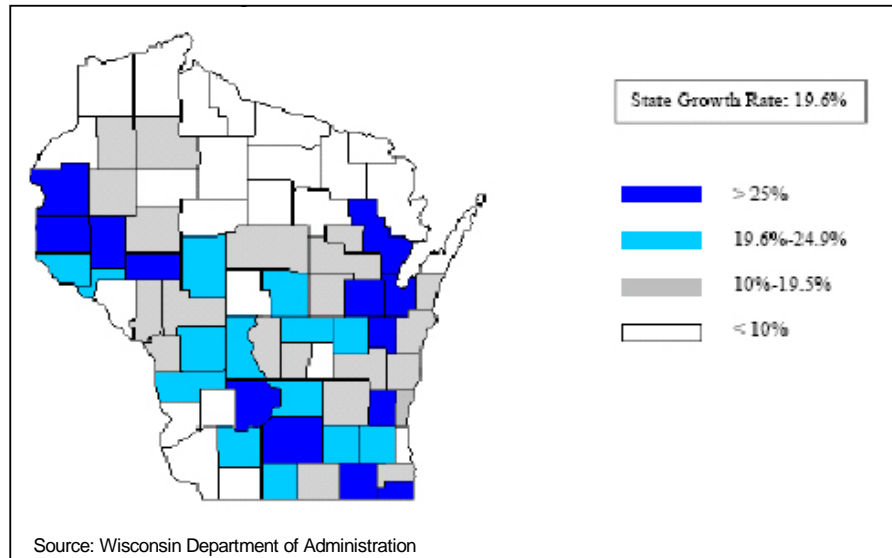 State Growth Rate: 19.6%
> 25%
19.6%-24.9%
10%-19.5%
< 10%
Source: Wisconsin Department of Administration